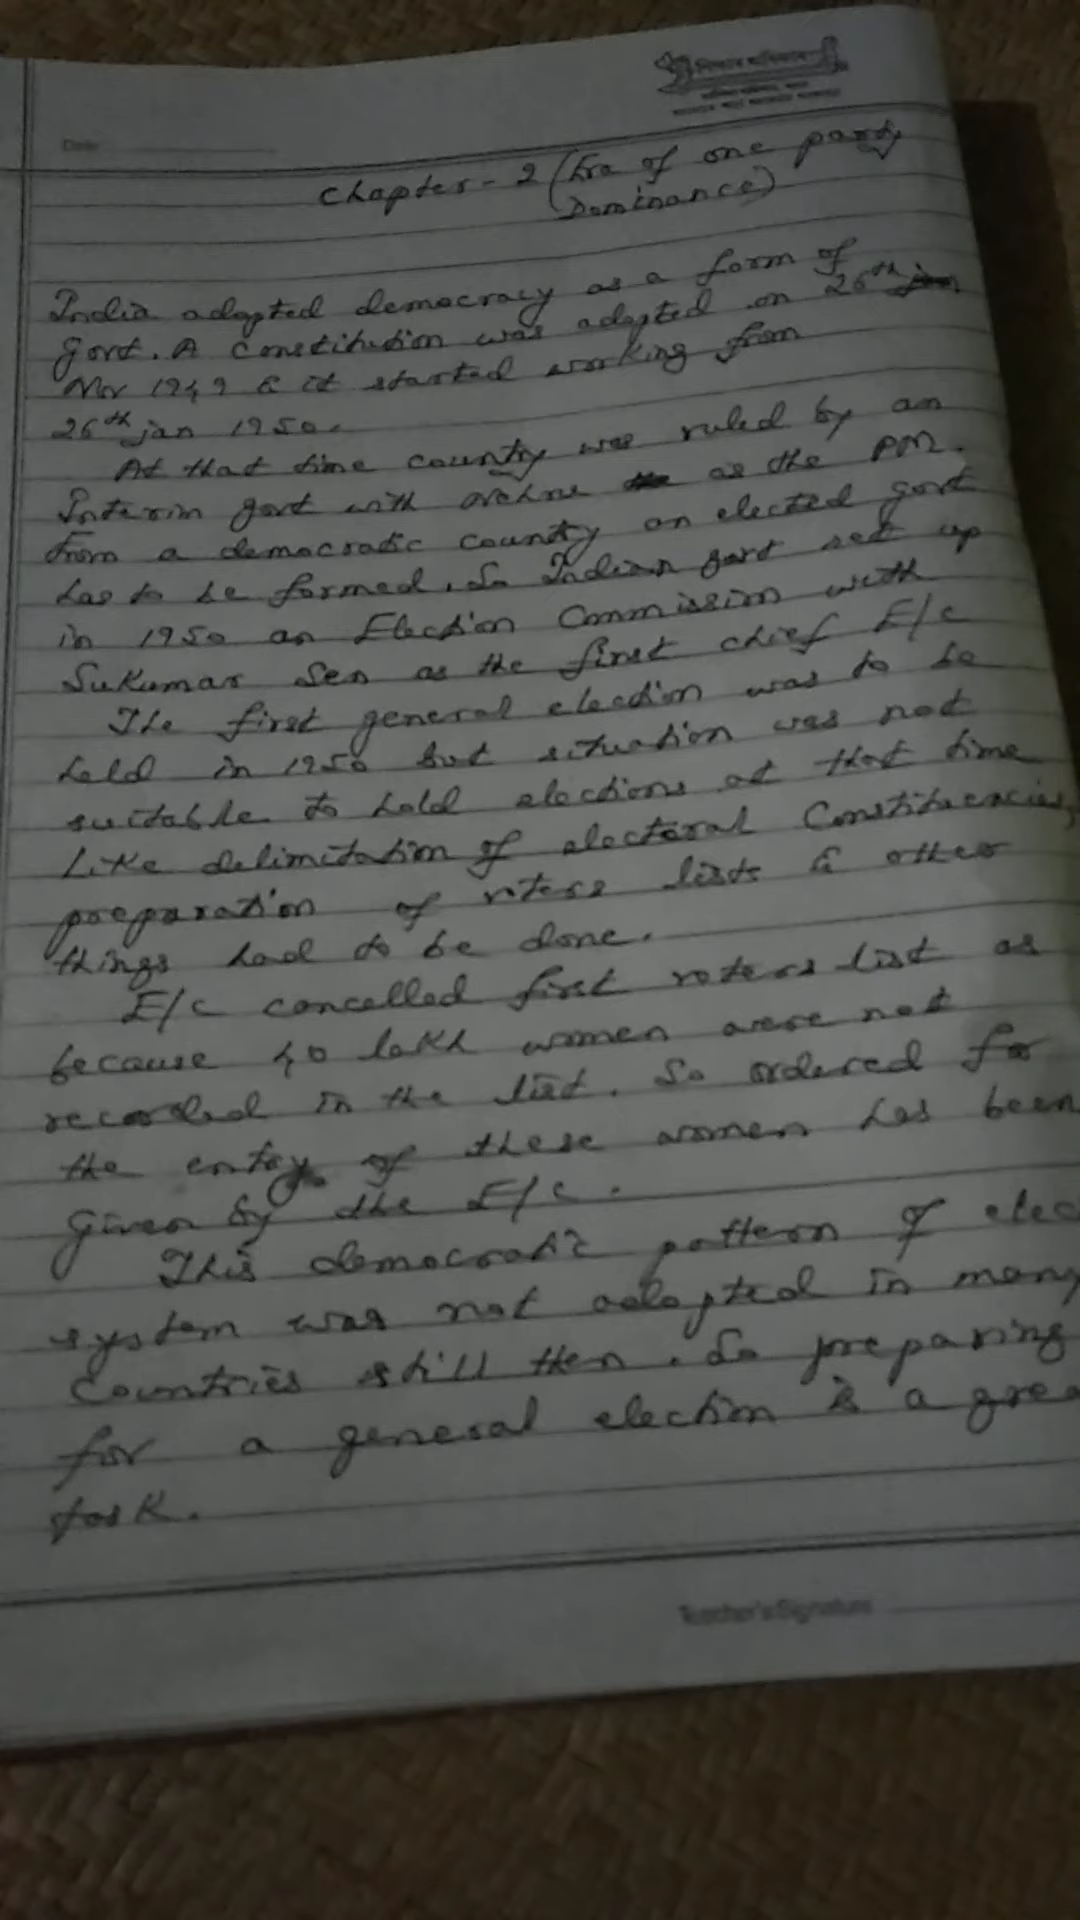 Date
Chapter - 2 (Era of one party
Dominance)
India adopted democracy as a form of
govt. A constitution was adopted on 26th
Nov 1949 & it started working from
26th jan 1950.
At that time country was ruled by an
Interim govt with as the PM.
From a democratic country an elected govt
has to be formed. So Indian govt set up
in 1950 an Election Commission with
Sukumar Sen as the first chief E/C
The first general election was to be
held in 1950 but situation was not
suitable to hold elections at that time
Like delimitation of electoral Constituencies,
preparation of voters lists & other
things had to be done.
E/C cancelled first voters list as
because 40 lakh women were not
recorded in the list. So ordered for
the entry of these women has been
Given by the E/C.
This democratic pattern of elec
system was not adopted in many
Countries still then. So preparing
for a general election is a grea
task.
Teacher's Signature